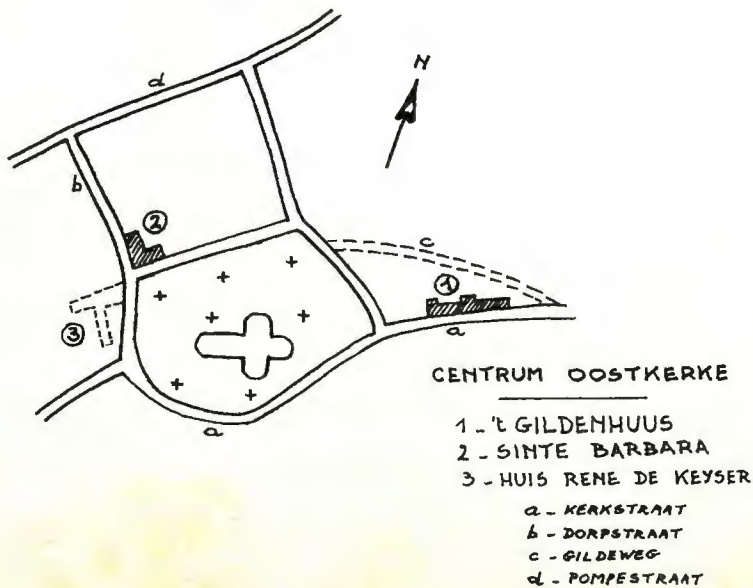 d
N
b
2
c
1
3
a
a
CENTRUM OOSTKERKE
1 - 't GILDENHUUS
2 - SINTE BARBARA
3 - HUIS RENE DE KEYSER
a - KERKSTRAAT
b - DORPSTRAAT
c - GILDEWEG
d - POMPESTRAAT